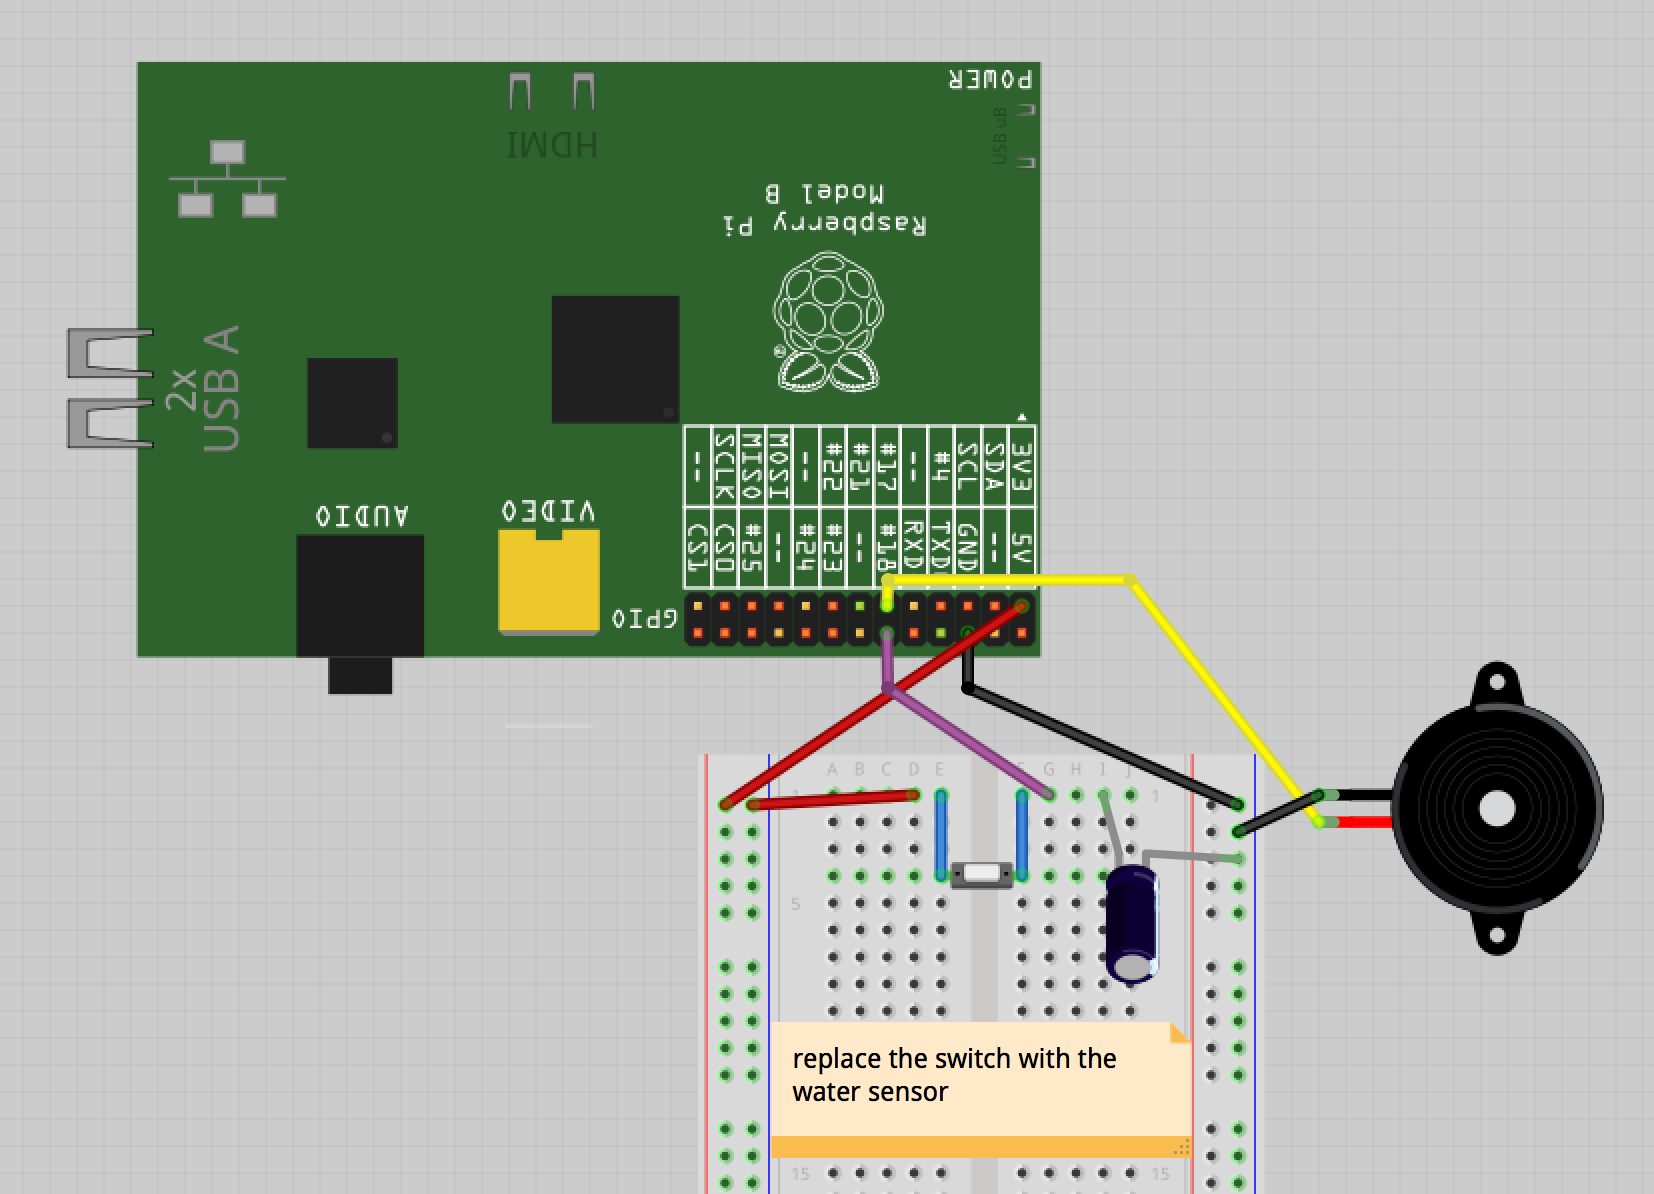 POWER
HDMI
USB uB
Model B
Raspberry Pi
®
2x
USB A
AUDIO
VIDEO
GPIO
--
SCLK
MISO
MOSI
--
#22
#21
#17
--
#4
SCL
SDA
3V3
CS1
CS0
#25
--
#24
#23
--
#18
RXD
TXD
GND
--
5V
A B C D E F G H I J
1 1
5
replace the switch with the
water sensor
15 15